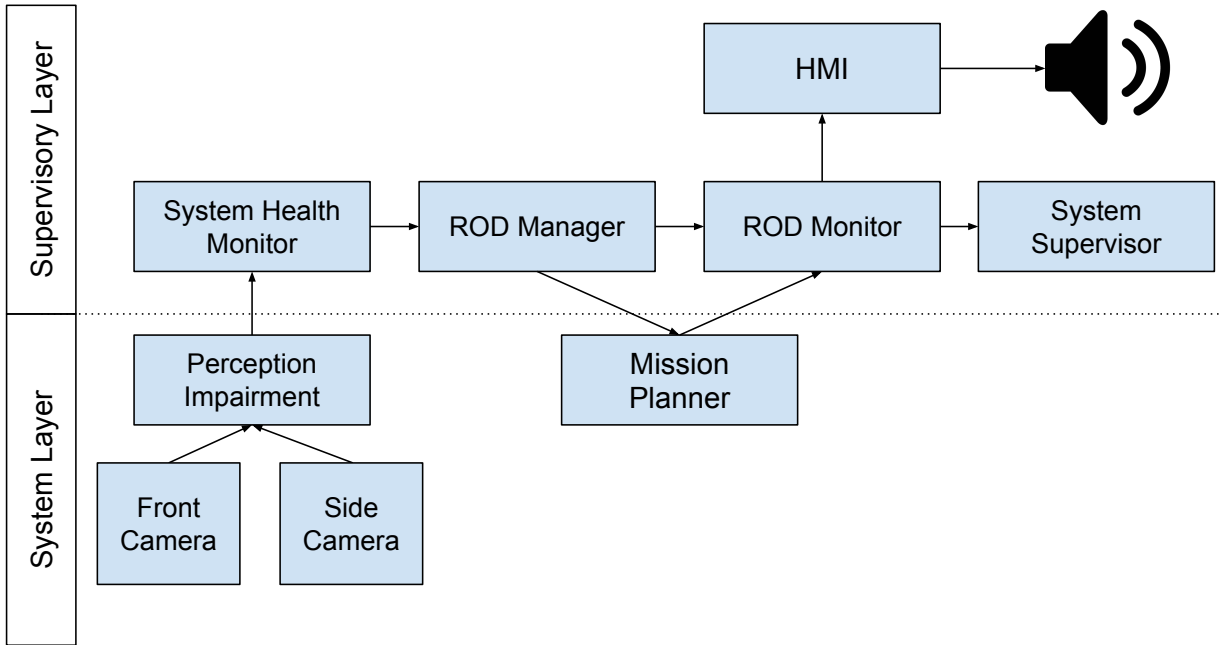 Supervisory Layer
HMI
System Health
Monitor
ROD Manager
ROD Monitor
System
Supervisor
System Layer
Perception
Impairment
Mission
Planner
Front
Camera
Side
Camera